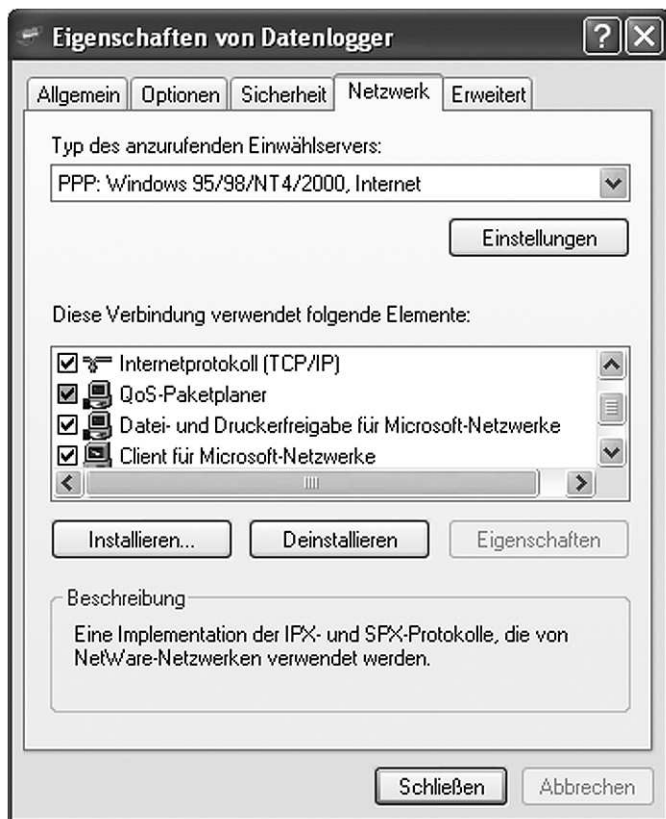 Eigenschaften von Datenlogger
Allgemein Optionen Sicherheit Netzwerk Erweitert
Typ des anzurufenden Einwählservers:
PPP: Windows 95/98/NT4/2000, Internet
Einstellungen
Diese Verbindung verwendet folgende Elemente:
Internetprotokoll (TCP/IP)
QoS-Paketplaner
Datei- und Druckerfreigabe für Microsoft-Netzwerke
Client für Microsoft-Netzwerke
Installieren... Deinstallieren Eigenschaften
Beschreibung
Eine Implementation der IPX- und SPX-Protokolle, die von
NetWare-Netzwerken verwendet werden.
Schließen Abbrechen